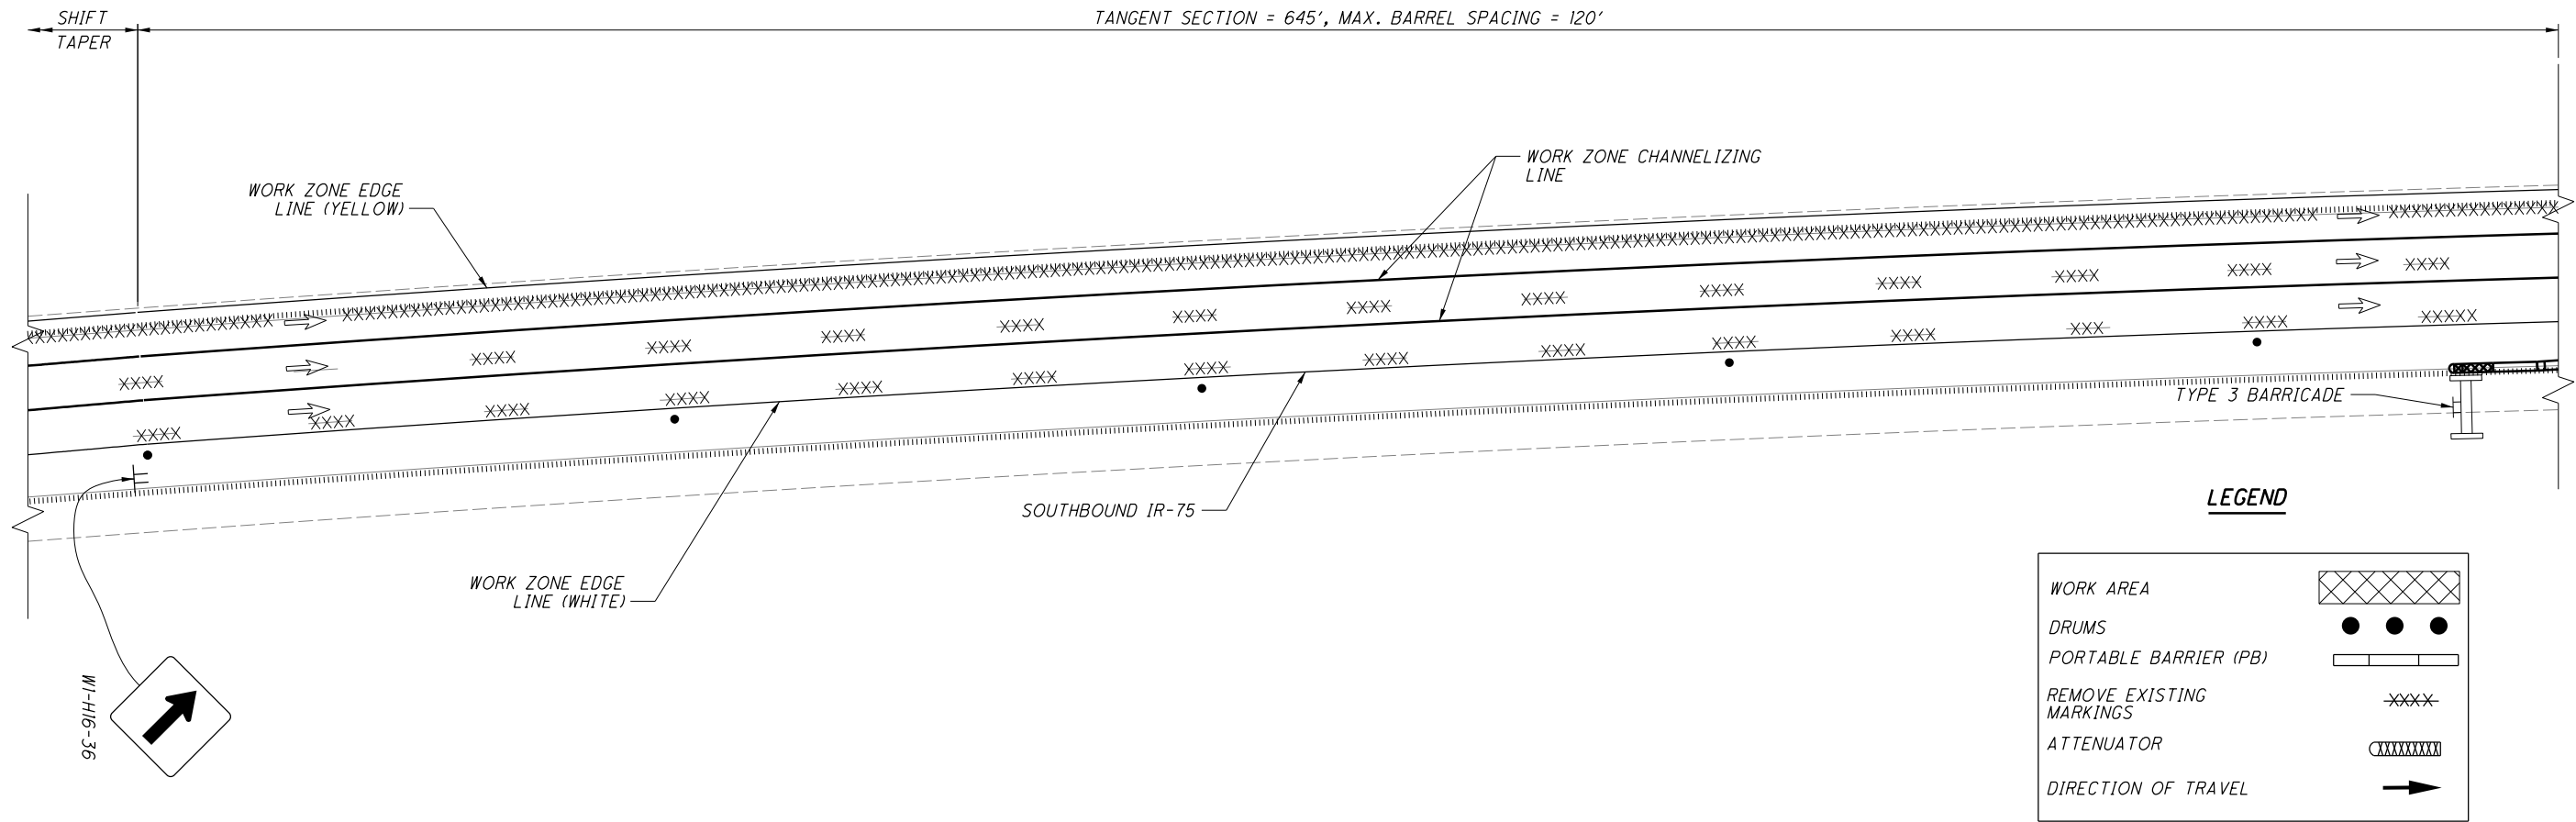 SHIFT
TAPER
TANGENT SECTION = 645', MAX. BARREL SPACING = 120'
WORK ZONE CHANNELIZING
LINE
WORK ZONE EDGE
LINE (YELLOW)
TYPE 3 BARRICADE
SOUTHBOUND IR-75
WORK ZONE EDGE
LINE (WHITE)
W1-H16-36
LEGEND
WORK AREA
DRUMS
PORTABLE BARRIER (PB)
REMOVE EXISTING
MARKINGS
ATTENUATOR
DIRECTION OF TRAVEL